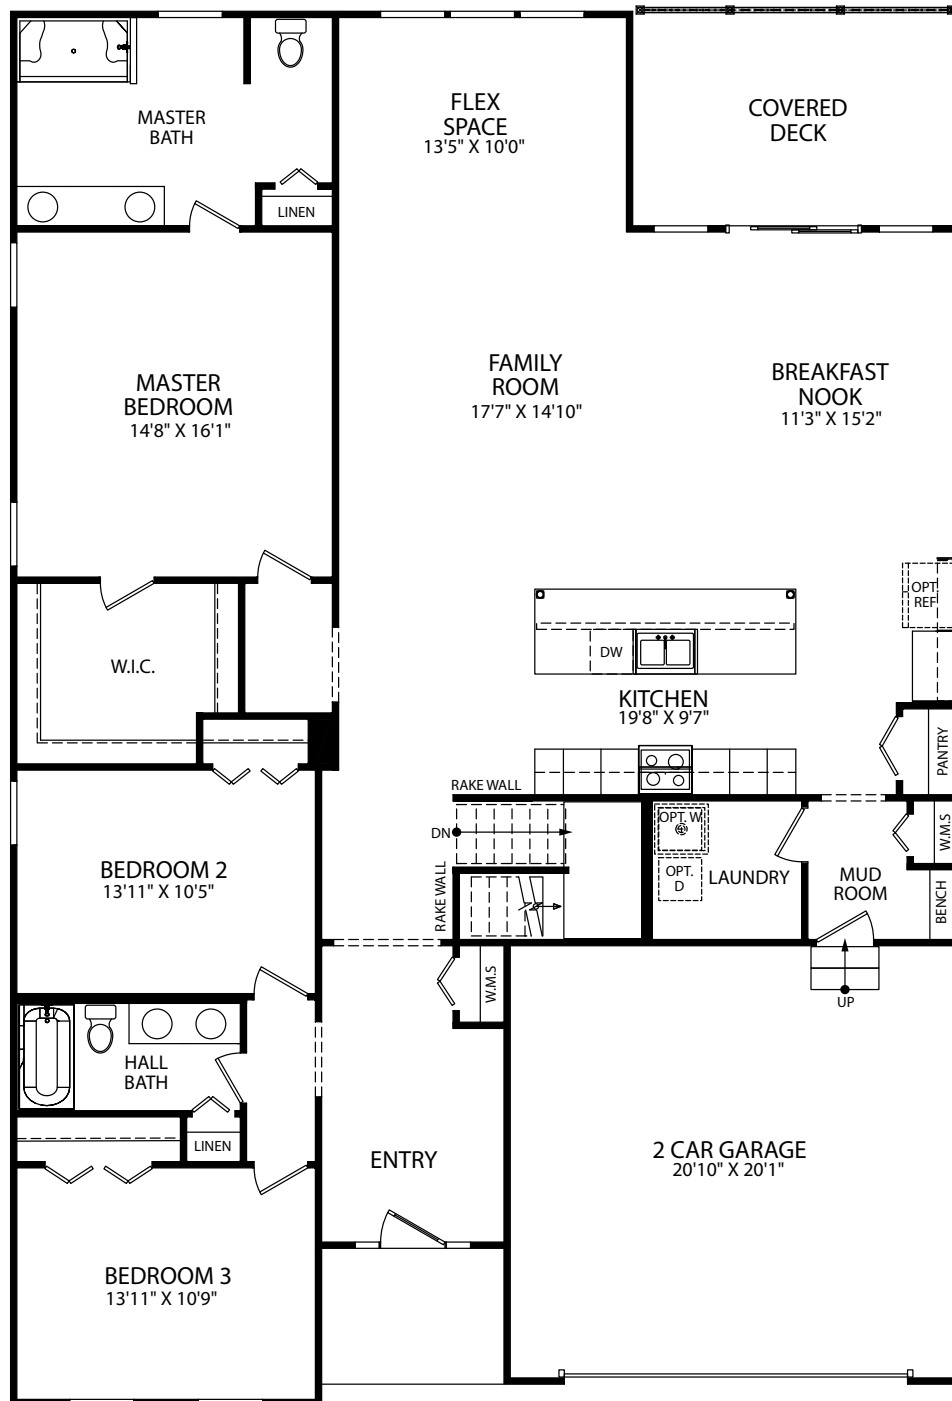 MASTER
BATH
LINEN
FLEX
SPACE
13'5" X 10'0"
COVERED
DECK
MASTER
BEDROOM
14'8" X 16'1"
FAMILY
ROOM
17'7" X 14'10"
BREAKFAST
NOOK
11'3" X 15'2"
OPT.
REF
W.I.C.
DW
KITCHEN
19'8" X 9'7"
PANTRY
RAKE WALL
DN
RAKE WALL
OPT. W
OPT.
D
LAUNDRY
MUD
ROOM
W.M.S
BENCH
UP
BEDROOM 2
13'11" X 10'5"
W.M.S
HALL
BATH
LINEN
ENTRY
2 CAR GARAGE
20'10" X 20'1"
BEDROOM 3
13'11" X 10'9"